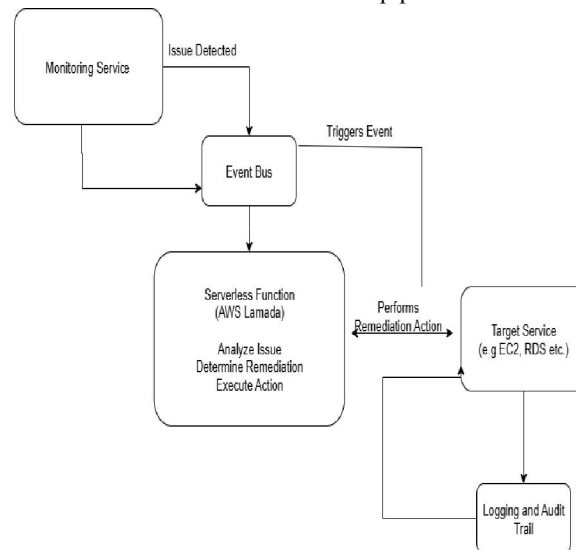 Issue Detected
Monitoring Service
Triggers Event
Event Bus
Serverless Function
(AWS Lamada)
Analyze Issue
Determine Remediation
Execute Action
Performs
Remediation Action
Target Service
(e.g EC2, RDS etc.)
Logging and Audit
Trail